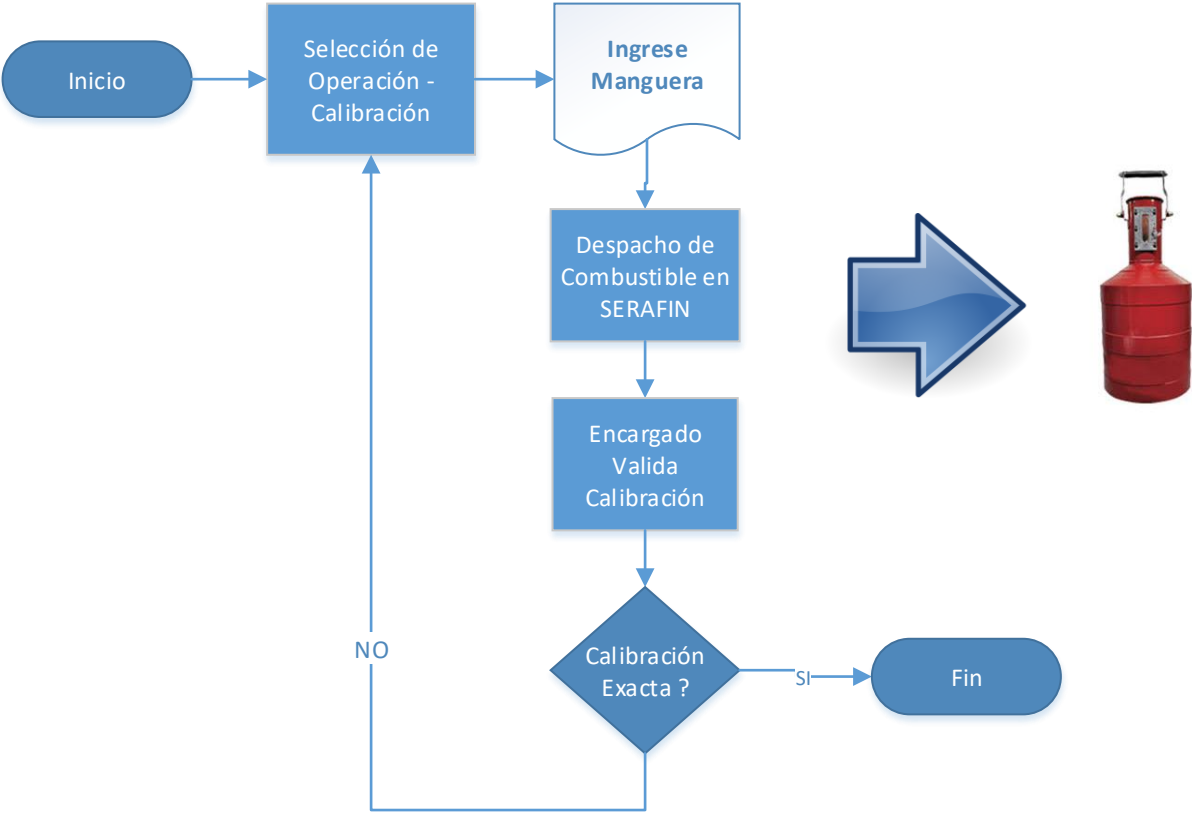 Inicio
Selección de
Operación -
Calibración
Ingrese
Manguera
Despacho de
Combustible en
SERAFIN
Encargado
Valida
Calibración
Calibración
Exacta ?
NO
SI
Fin